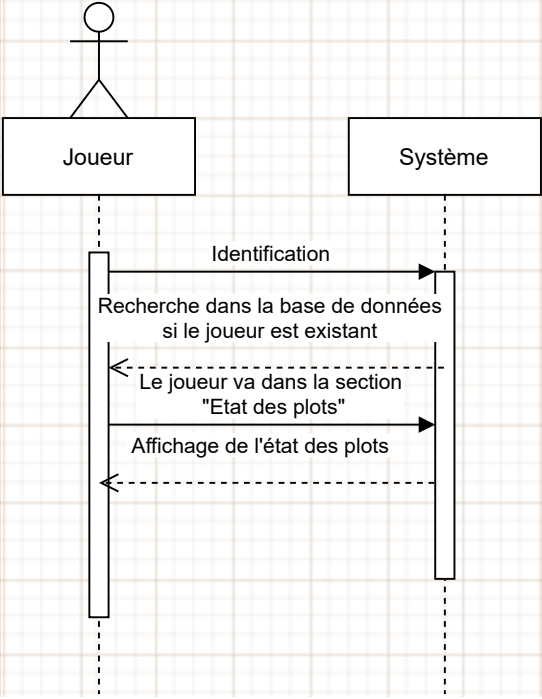 Joueur
Système
Identification
Recherche dans la base de données
si le joueur est existant
Le joueur va dans la section
"Etat des plots"
Affichage de l'état des plots